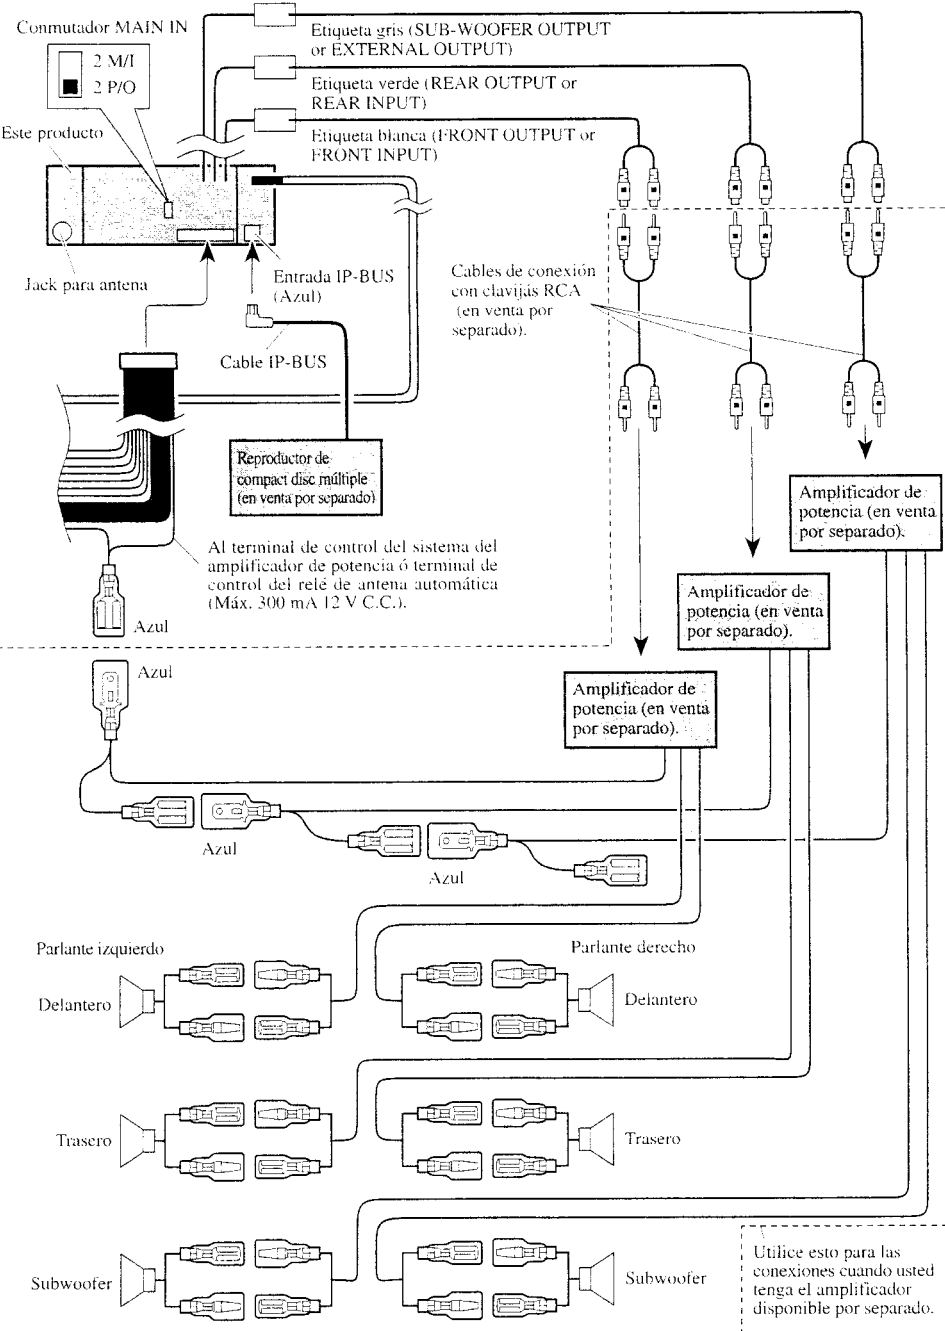 Conmutador MAIN IN
2 M/I
2 P/O
Etiqueta gris (SUB-WOOFER OUTPUT
or EXTERNAL OUTPUT)
Etiqueta verde (REAR OUTPUT or
REAR INPUT)
Etiqueta blanca (FRONT OUTPUT or
FRONT INPUT)
Este producto
Jack para antena
Entrada IP-BUS
(Azul)
Cable IP-BUS
Cables de conexión
con clavijas RCA
(en venta por
separado).
Reproductor de
compact disc múltiple
(en venta por separado)
Amplificador de
potencia (en venta
por separado).
Al terminal de control del sistema del
amplificador de potencia ó terminal de
control del relé de antena automática
(Máx. 300 mA 12 V C.C.).
Azul
Amplificador de
potencia (en venta
por separado).
Azul
Amplificador de
potencia (en venta
por separado).
Azul
Azul
Parlante izquierdo
Parlante derecho
Delantero
Delantero
Trasero
Trasero
Subwoofer
Subwoofer
Utilice esto para las
conexiones cuando usted
tenga el amplificador
disponible por separado.